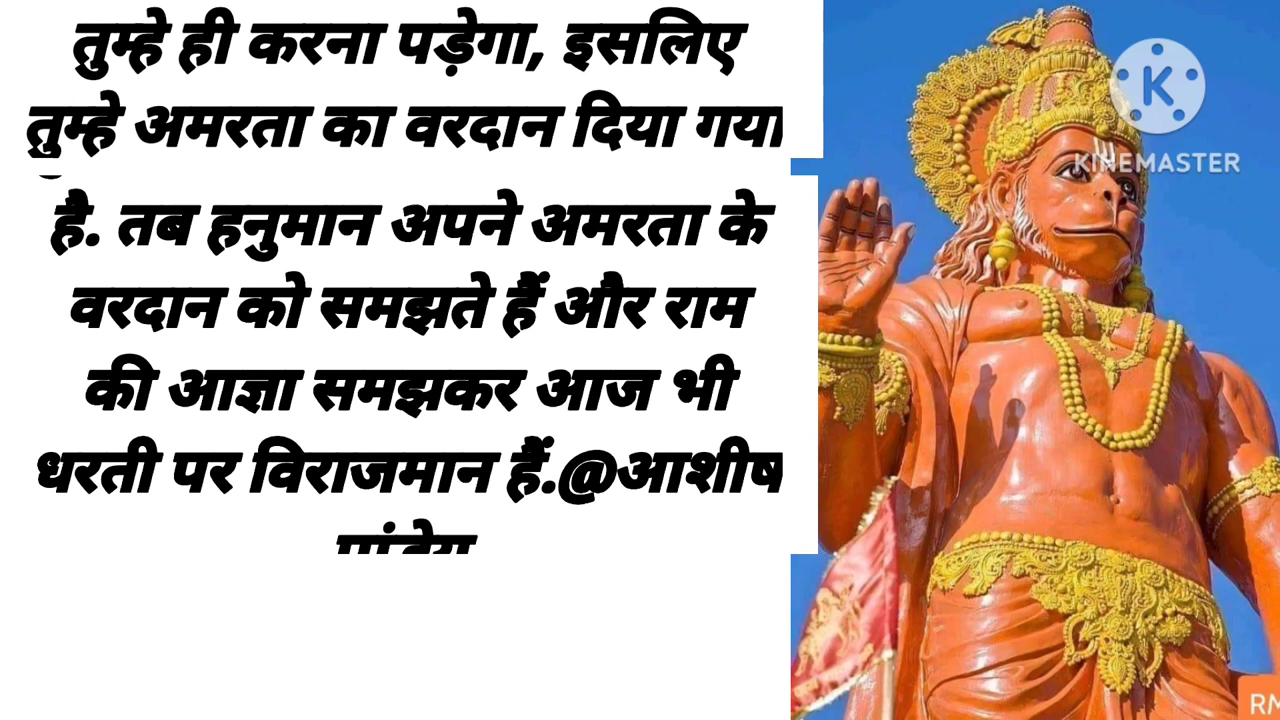 तुम्हे ही करना पड़ेगा, इसलिए
तुम्हे अमरता का वरदान दिया गया
है. तब हनुमान अपने अमरता के
वरदान को समझते हैं और राम
की आज्ञा समझकर आज भी
धरती पर विराजमान हैं.@आशीष
K
KINEMASTER